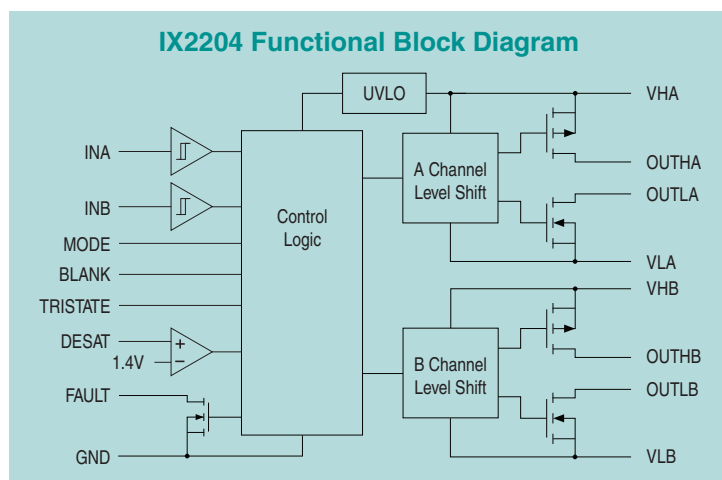 IX2204 Functional Block Diagram
UVLO
VHA
INA
A Channel
Level Shift
OUTHA
OUTLA
INB
Control
Logic
MODE
VLA
BLANK
VHB
TRISTATE
DESAT
1.4V
+
−
B Channel
Level Shift
OUTHB
FAULT
OUTLB
GND
VLB